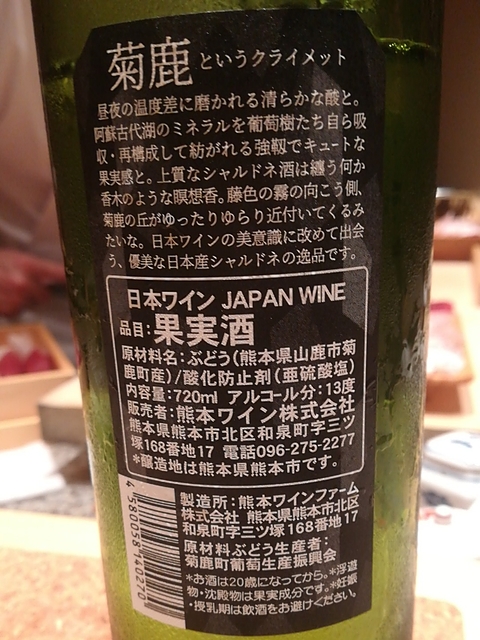 菊鹿というクライメット
昼夜の温度差に磨かれる清らかな酸と。
阿蘇古代湖のミネラルを葡萄樹たち自ら吸
収・再構成して紡がれる強靱でキュートな
果実感と。上質なシャルドネ酒は纏う何か
香木のような瞑想香。藤色の霧の向こう側、
菊鹿の丘がゆったりゆらり近付いてくるみ
たいな。日本ワインの美意識に改めて出会
う、優美な日本産シャルドネの逸品です。
日本ワイン JAPAN WINE
品目:果実酒
原材料名:ぶどう(熊本県山鹿市菊
鹿町産)/酸化防止剤(亜硫酸塩)
内容量:720ml アルコール分:13度
販売者:熊本ワイン株式会社
熊本県熊本市北区和泉町字三ツ
塚168番地17 電話096-275-2277
*醸造地は熊本県熊本市です。
製造所:熊本ワインファーム
株式会社 熊本県熊本市北区
和泉町字三ツ塚168番地17
原材料ぶどう生産者:
菊鹿町葡萄生産振興会
*お酒は20歳になってから。*浮遊
物・沈殿物は果実成分です。*妊娠
・授乳期は飲酒をお避けください。
4580058140270